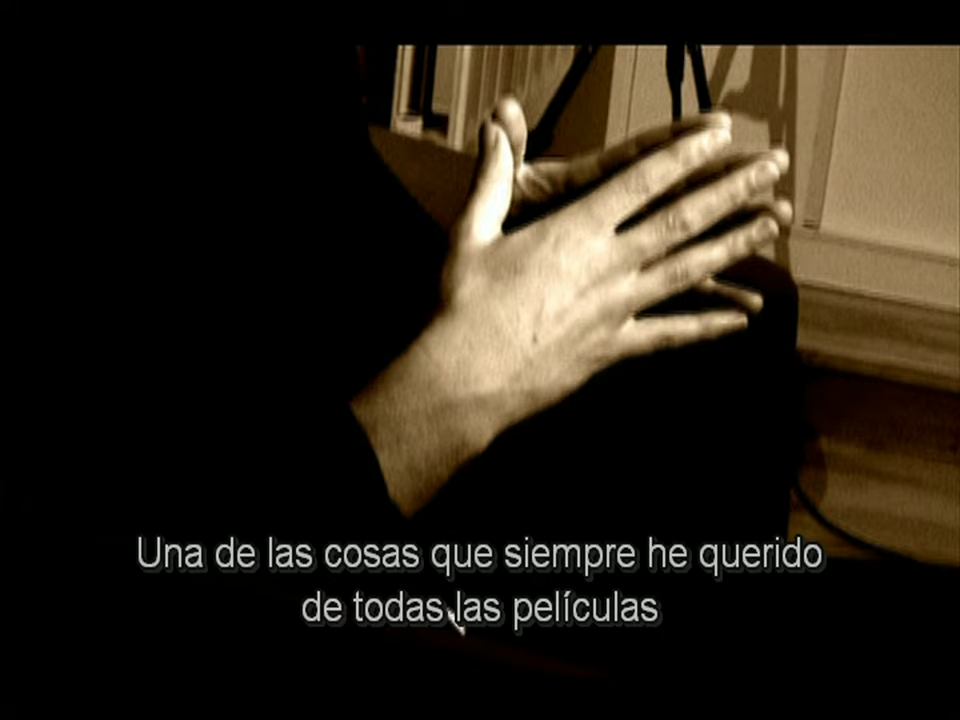 Una de las cosas que siempre he querido
de todas las películas